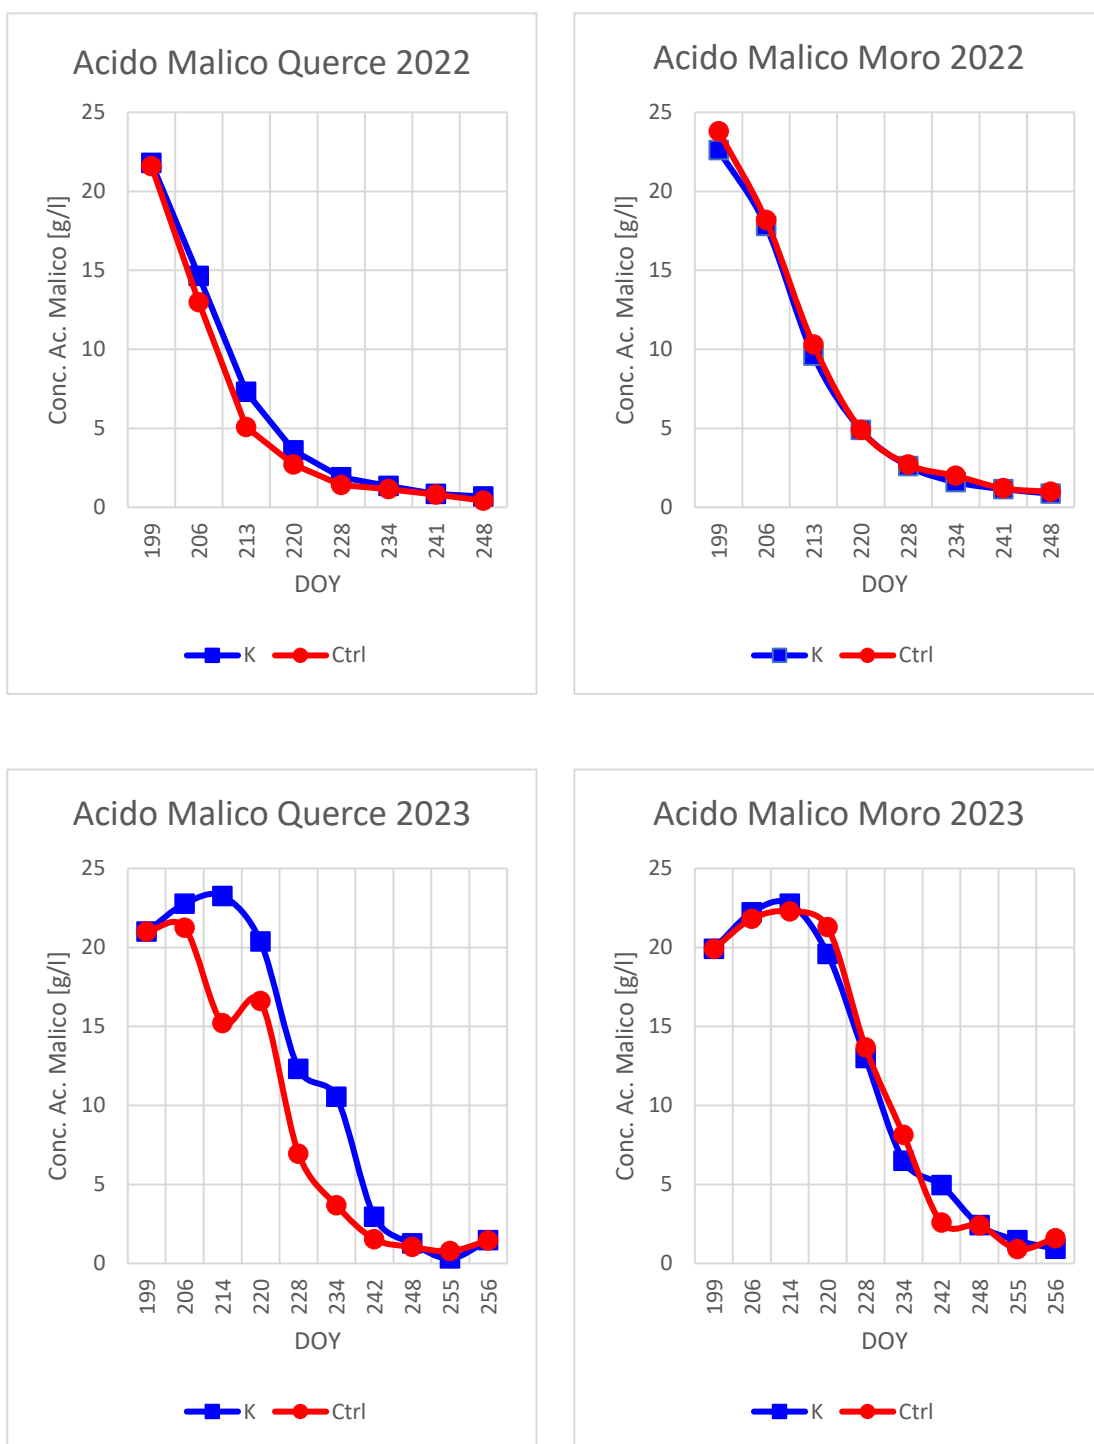 Acido Malico Querce 2022
25
20
15
10
5
0
Conc. Ac. Malico [g/l]
199 206 213 220 228 234 241 248
DOY
K Ctrl
Acido Malico Moro 2022
25
20
15
10
5
0
Conc. Ac. Malico [g/l]
199 206 213 220 228 234 241 248
DOY
K Ctrl
Acido Malico Querce 2023
25
20
15
10
5
0
Conc. Ac. Malico [g/l]
199 206 214 220 228 234 242 248 255 256
DOY
K Ctrl
Acido Malico Moro 2023
25
20
15
10
5
0
Conc. Ac. Malico [g/l]
199 206 214 220 228 234 242 248 255 256
DOY
K Ctrl